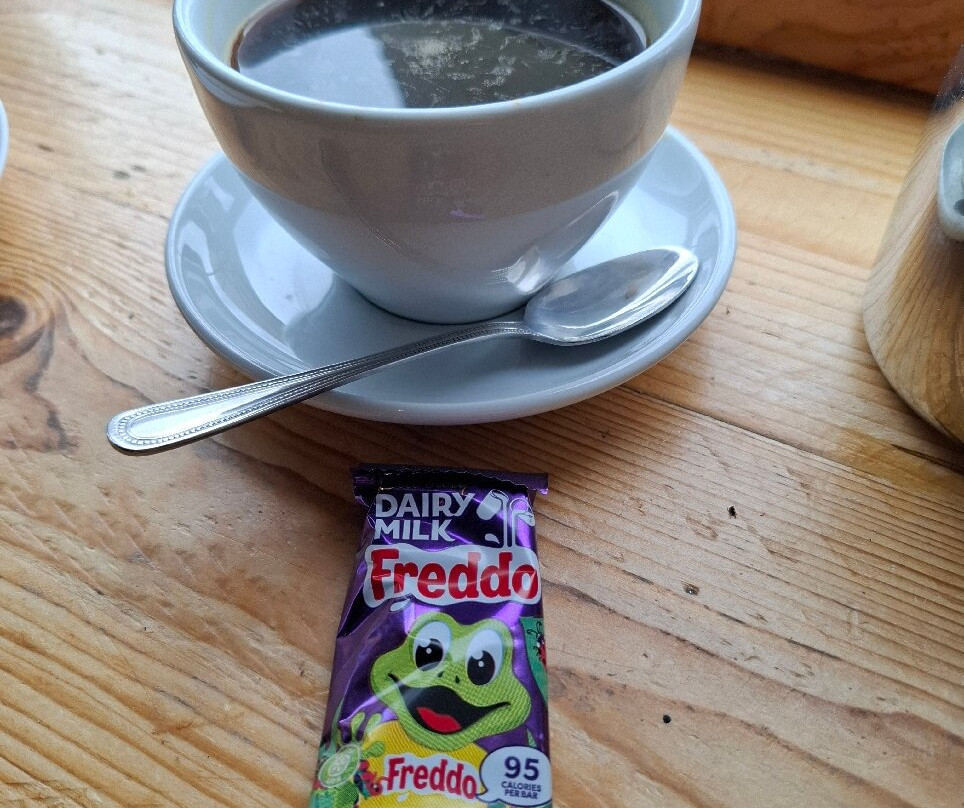 DAIRY
MILK
Freddo
Freddo
95
CALORIES
PER BAR